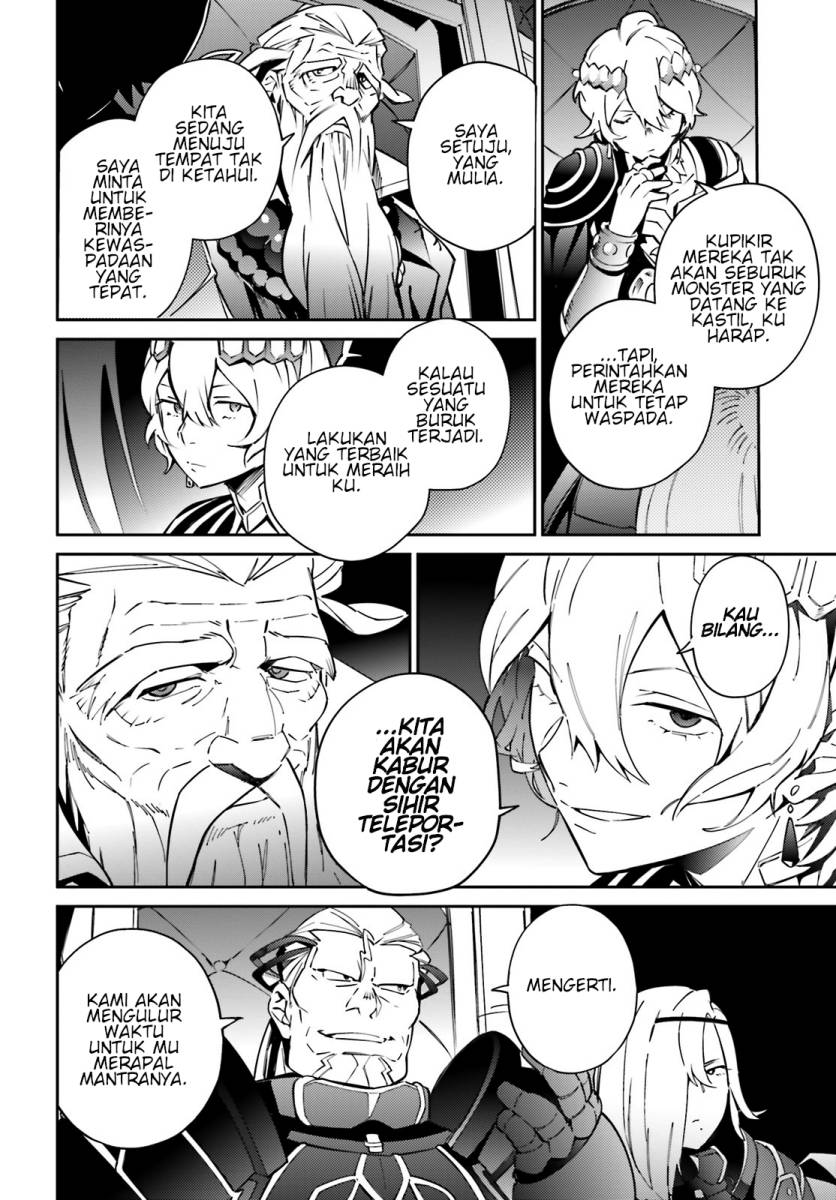 KUPIKIR
MEREKA TAK
AKAN SEBURUK
MONSTER YANG
DATANG KE
KASTIL, KU
HARAP.
...TAPI,
PERINTAHKAN
MEREKA
UNTUK TETAP
WASPADA.
SAYA
SETUJU,
YANG
MULIA.
KITA
SEDANG
MENUJU
TEMPAT TAK
DI KETAHUI.
SAYA
MINTA
UNTUK
MEMBE-
RINYA
KEWAS-
PADAAN
YANG
TEPAT.
KALAU
SESUATU
YANG
BURUK
TERJADI.
LAKUKAN
YANG TERBAIK
UNTUK MERAIH
KU.
KAU
BILANG...
...KITA
AKAN
KABUR
DENGAN
SIHIR
TELEPOR-
TASI?
MENGERTI.
KAMI AKAN
MENGULUR
WAKTU
UNTUK MU
MERAPAL
MANTRANYA.